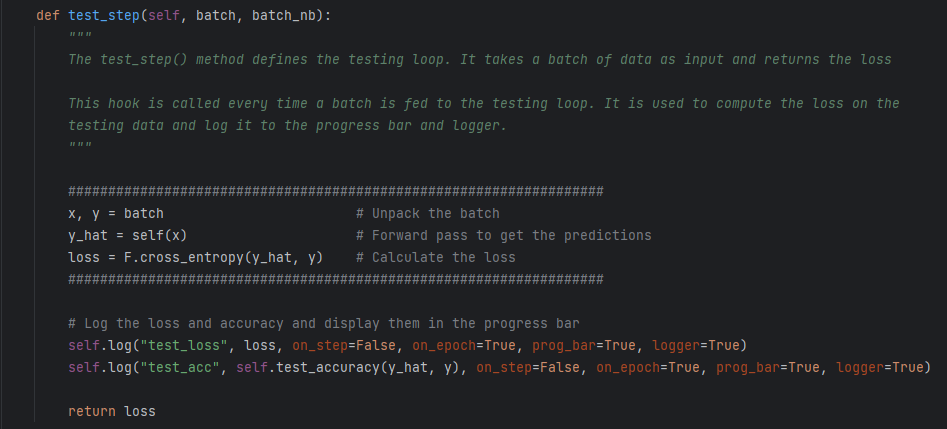 def test_step(self, batch, batch_nb):
"""
The test_step() method defines the testing loop. It takes a batch of data as input and returns the loss
This hook is called every time a batch is fed to the testing loop. It is used to compute the loss on the
testing data and log it to the progress bar and logger.
"""
###################################################################
x, y = batch # Unpack the batch
y_hat = self(x) # Forward pass to get the predictions
loss = F.cross_entropy(y_hat, y) # Calculate the loss
###################################################################
# Log the loss and accuracy and display them in the progress bar
self.log("test_loss", loss, on_step=False, on_epoch=True, prog_bar=True, logger=True)
self.log("test_acc", self.test_accuracy(y_hat, y), on_step=False, on_epoch=True, prog_bar=True, logger=True)
return loss